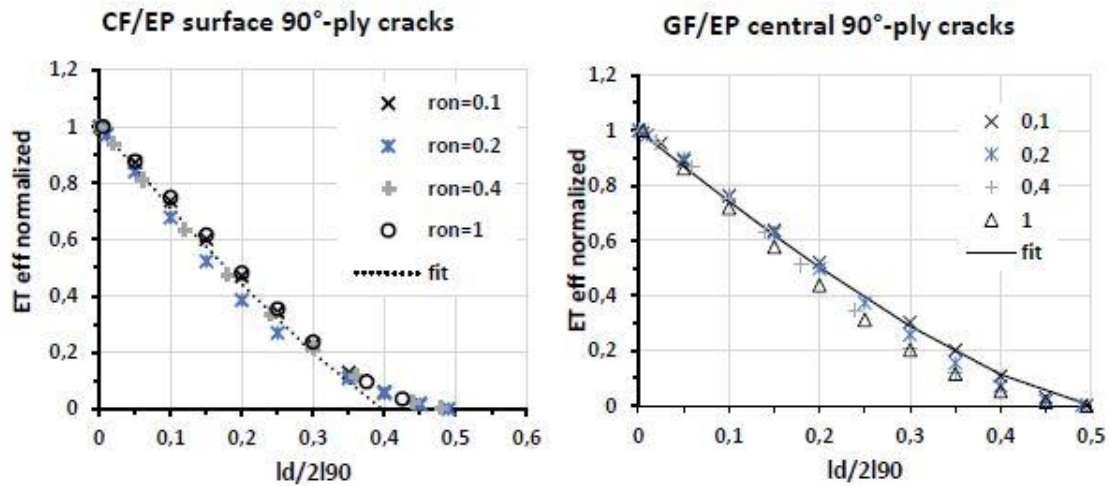 CF/EP surface 90°-ply cracks
1,2
1
0,8
0,6
0,4
0,2
0
ET eff normalized
ron=0.1
ron=0.2
ron=0.4
ron=1
fit
0 0,1 0,2 0,3 0,4 0,5 0,6
ld/2l90
GF/EP central 90°-ply cracks
1,2
1
0,8
0,6
0,4
0,2
0
ET eff normalized
0,1
0,2
0,4
1
fit
0 0,1 0,2 0,3 0,4 0,5
ld/2l90